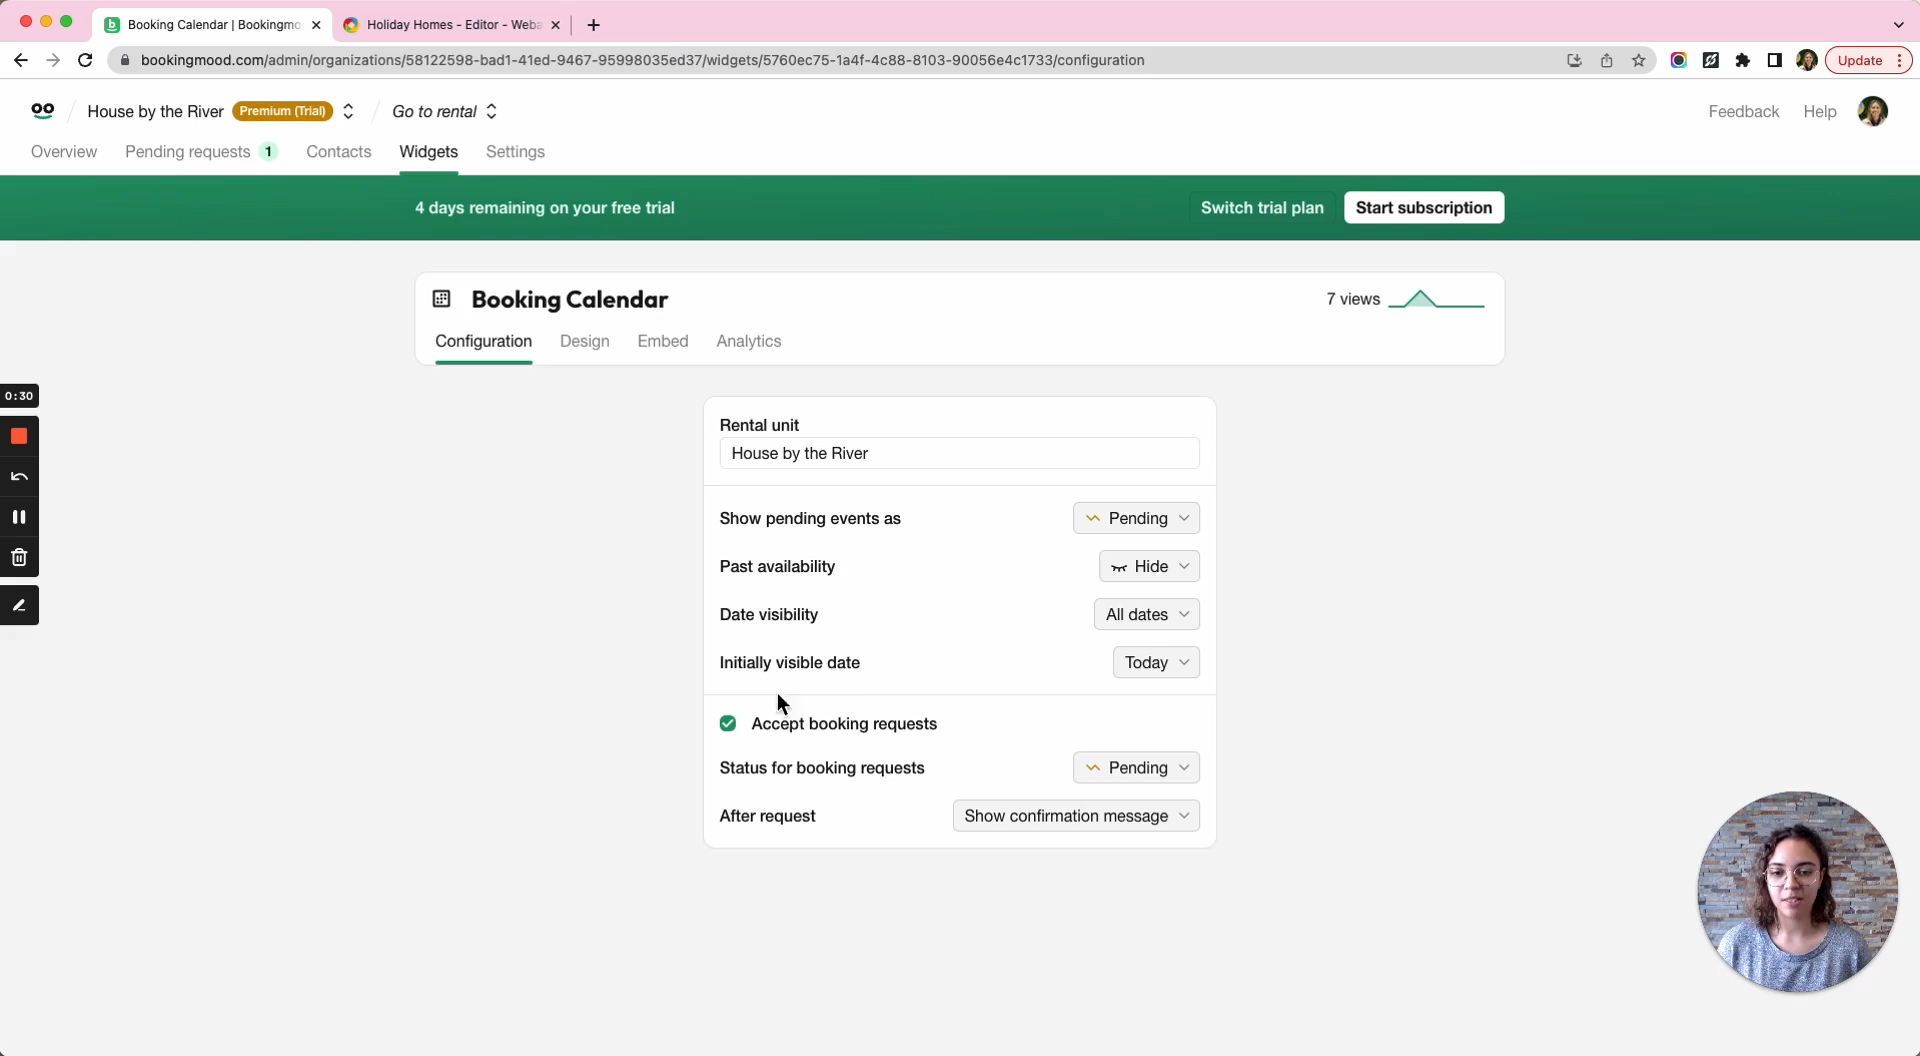 Booking Calendar | Bookingmo
Holiday Homes - Editor - Weba
bookingmood.com/admin/organizations/58122598-bad1-41ed-9467-95998035ed37/widgets/5760ec75-1a4f-4c88-8103-90056e4c1733/configuration
Update
House by the River Premium (Trial)
Go to rental
Feedback
Help
Overview
Pending requests 1
Contacts
Widgets
Settings
4 days remaining on your free trial
Switch trial plan
Start subscription
Booking Calendar
7 views
Configuration
Design
Embed
Analytics
0:30
Rental unit
House by the River
Show pending events as
Pending
Past availability
Hide
Date visibility
All dates
Initially visible date
Today
Accept booking requests
Status for booking requests
Pending
After request
Show confirmation message